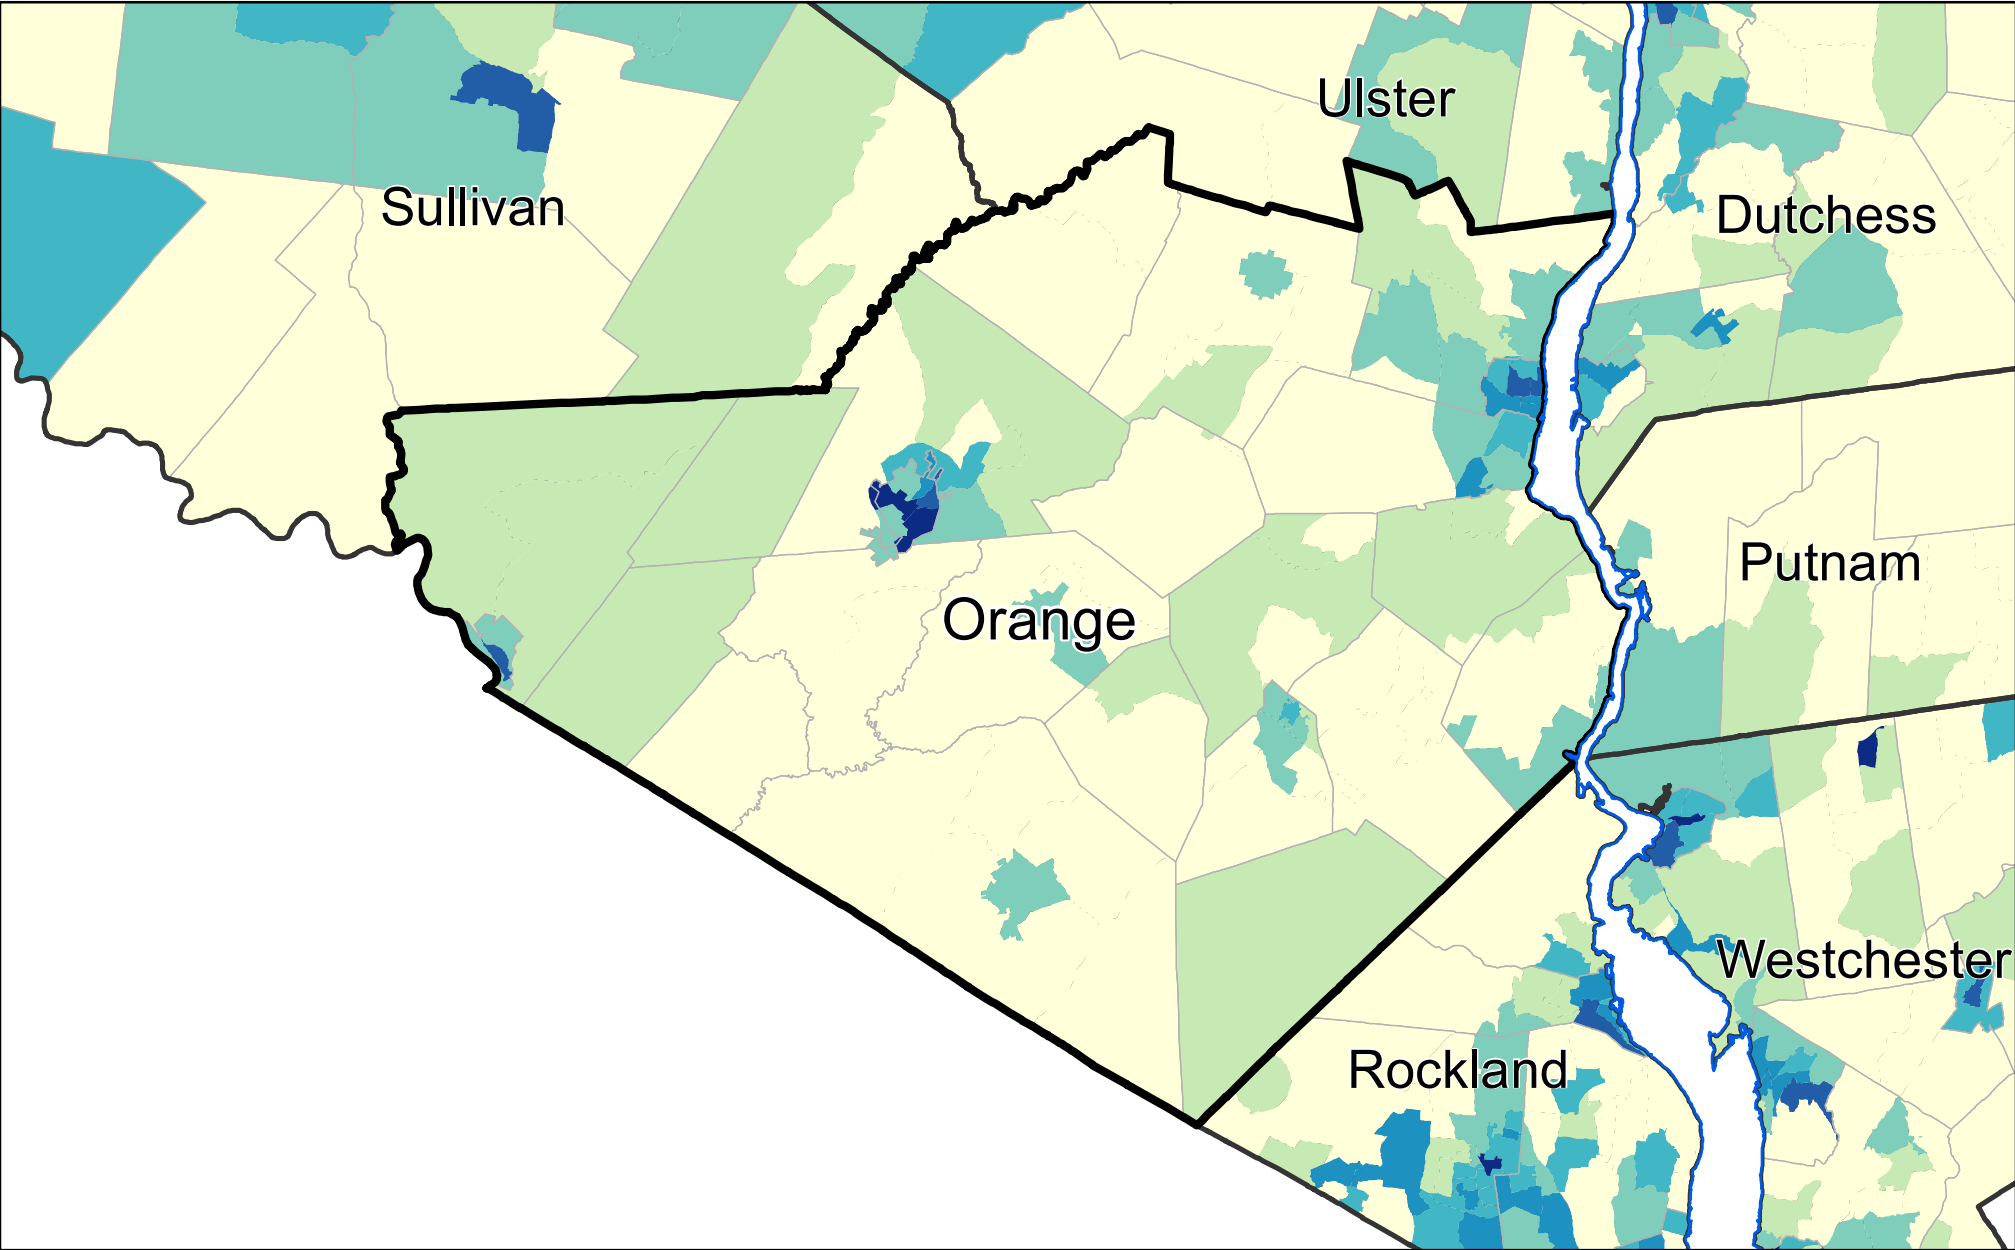 Ulster
Sullivan
Dutchess
Putnam
Orange
Westchester
Rockland